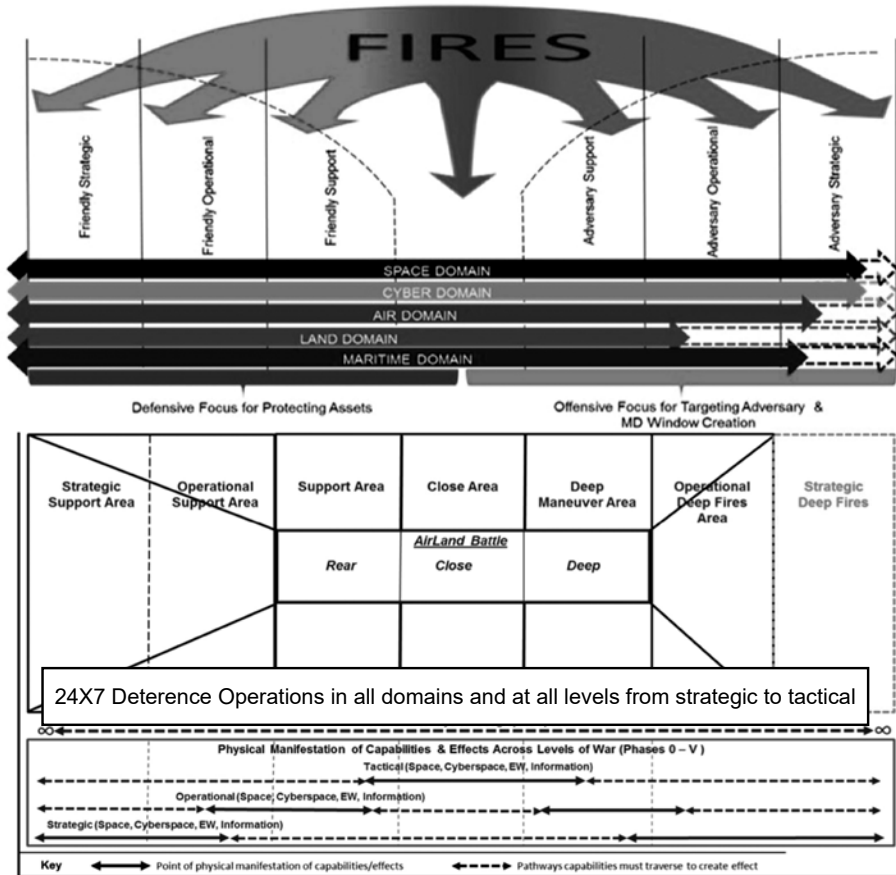 FIRES
Friendly Strategic
Friendly Operational
Friendly Support
Adversary Support
Adversary Operational
Adversary Strategic
SPACE DOMAIN
CYBER DOMAIN
AIR DOMAIN
LAND DOMAIN
MARITIME DOMAIN
Defensive Focus for Protecting Assets
Offensive Focus for Targeting Adversary &
MD Window Creation
Strategic
Support Area
Operational
Support Area
Support Area
Close Area
Deep
Maneuver Area
Operational
Deep Fires
Area
Strategic
Deep Fires
AirLand Battle
Rear
Close
Deep
24X7 Deterence Operations in all domains and at all levels from strategic to tactical
∞
∞
Physical Manifestation of Capabilities & Effects Across Levels of War (Phases 0 – V )
Tactical (Space, Cyberspace, EW, Information)
Operational (Space, Cyberspace, EW, Information)
Strategic (Space, Cyberspace, EW, Information)
Key
Point of physical manifestation of capabilities/effects
Pathways capabilities must traverse to create effect